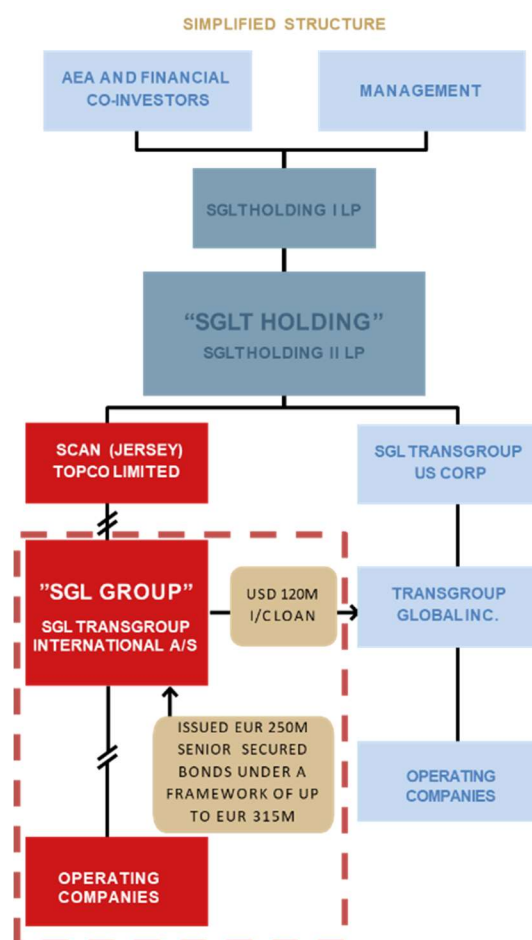 SIMPLIFIED STRUCTURE
AEA AND FINANCIAL
CO-INVESTORS
MANAGEMENT
SGLTHOLDING I LP
”SGLT HOLDING”
SGLTHOLDING II LP
SCAN (JERSEY)
TOPCO LIMITED
SGL TRANSGROUP
US CORP
”SGL GROUP”
SGL TRANSGROUP
INTERNATIONAL A/S
USD 120M
I/C LOAN
TRANSGROUP
GLOBAL INC.
ISSUED EUR 250M
SENIOR SECURED
BONDS UNDER A
FRAMEWORK OF UP
TO EUR 315M
OPERATING
COMPANIES
OPERATING
COMPANIES